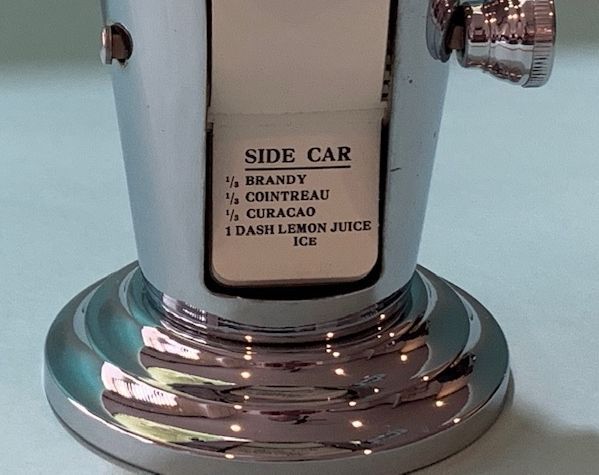 SIDE CAR
1/3 BRANDY
1/3 COINTREAU
1/3 CURACAO
1 DASH LEMON JUICE
ICE